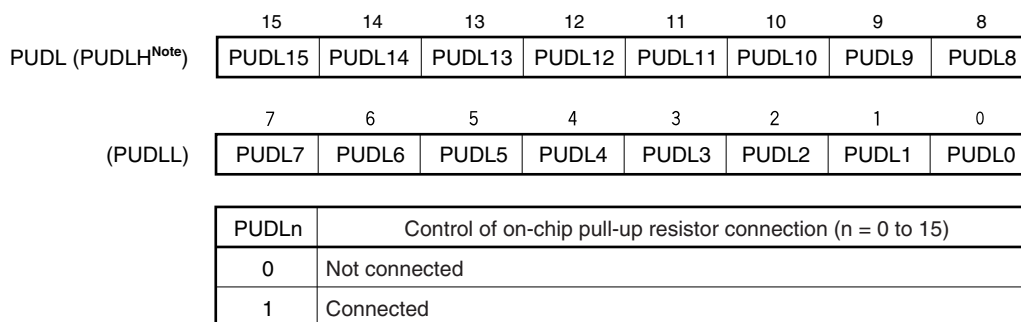 15 14 13 12 11 10 9 8
PUDL (PUDLHNote) PUDL15 PUDL14 PUDL13 PUDL12 PUDL11 PUDL10 PUDL9 PUDL8
7 6 5 4 3 2 1 0
(PUDLL) PUDL7 PUDL6 PUDL5 PUDL4 PUDL3 PUDL2 PUDL1 PUDL0
PUDLn Control of on-chip pull-up resistor connection (n = 0 to 15)
0 Not connected
1 Connected